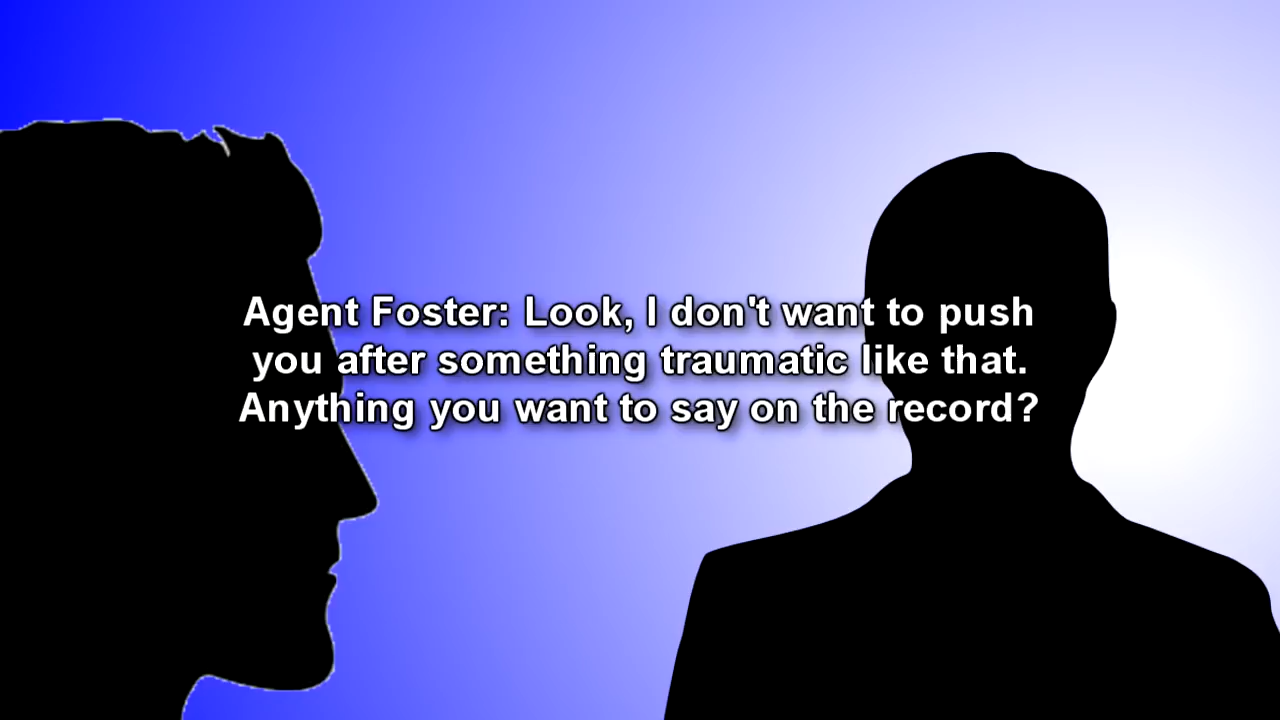 Agent Foster: Look, I don't want to push
you after something traumatic like that.
Anything you want to say on the record?